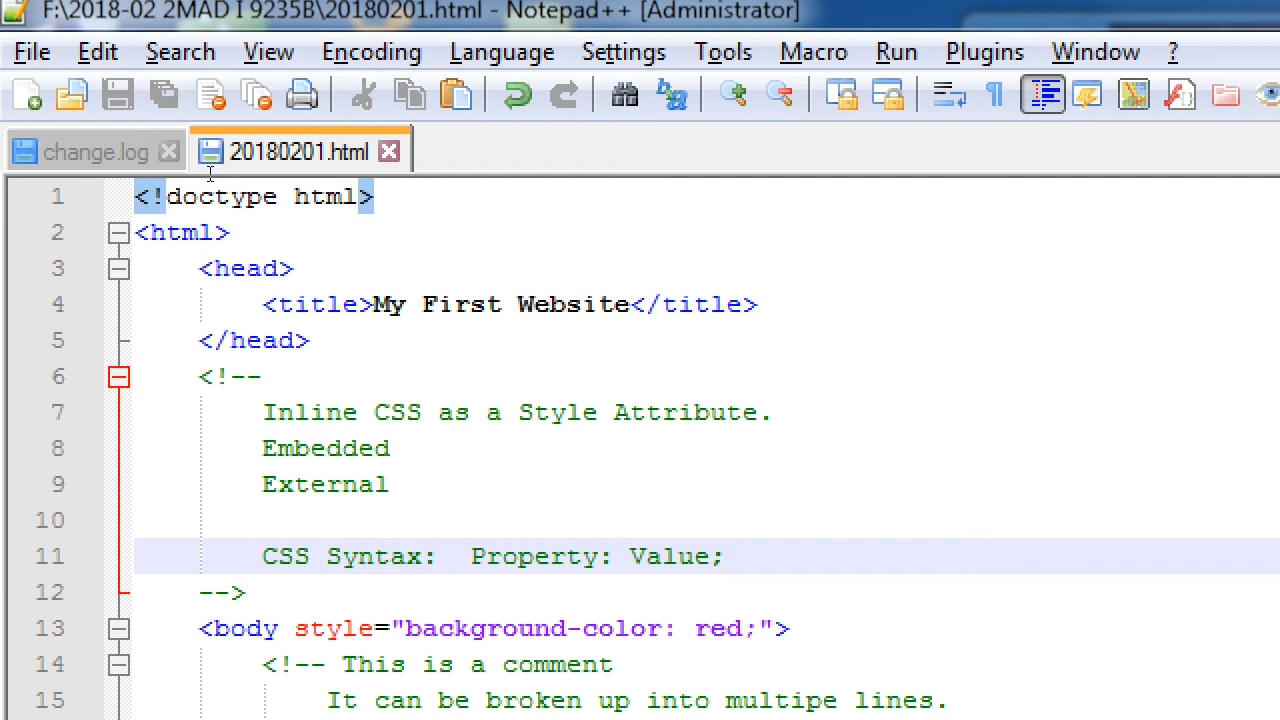 F:\2018-02 2MAD I 9235B\20180201.html - Notepad++ [Administrator]
File Edit Search View Encoding Language Settings Tools Macro Run Plugins Window ?
change.log 20180201.html
1 <!doctype html>
2 <html>
3 <head>
4 <title>My First Website</title>
5 </head>
6 <!--
7 Inline CSS as a Style Attribute.
8 Embedded
9 External
10
11 CSS Syntax:  Property: Value;
12 -->
13 <body style="background-color: red;">
14 <!-- This is a comment
15 It can be broken up into multipe lines.